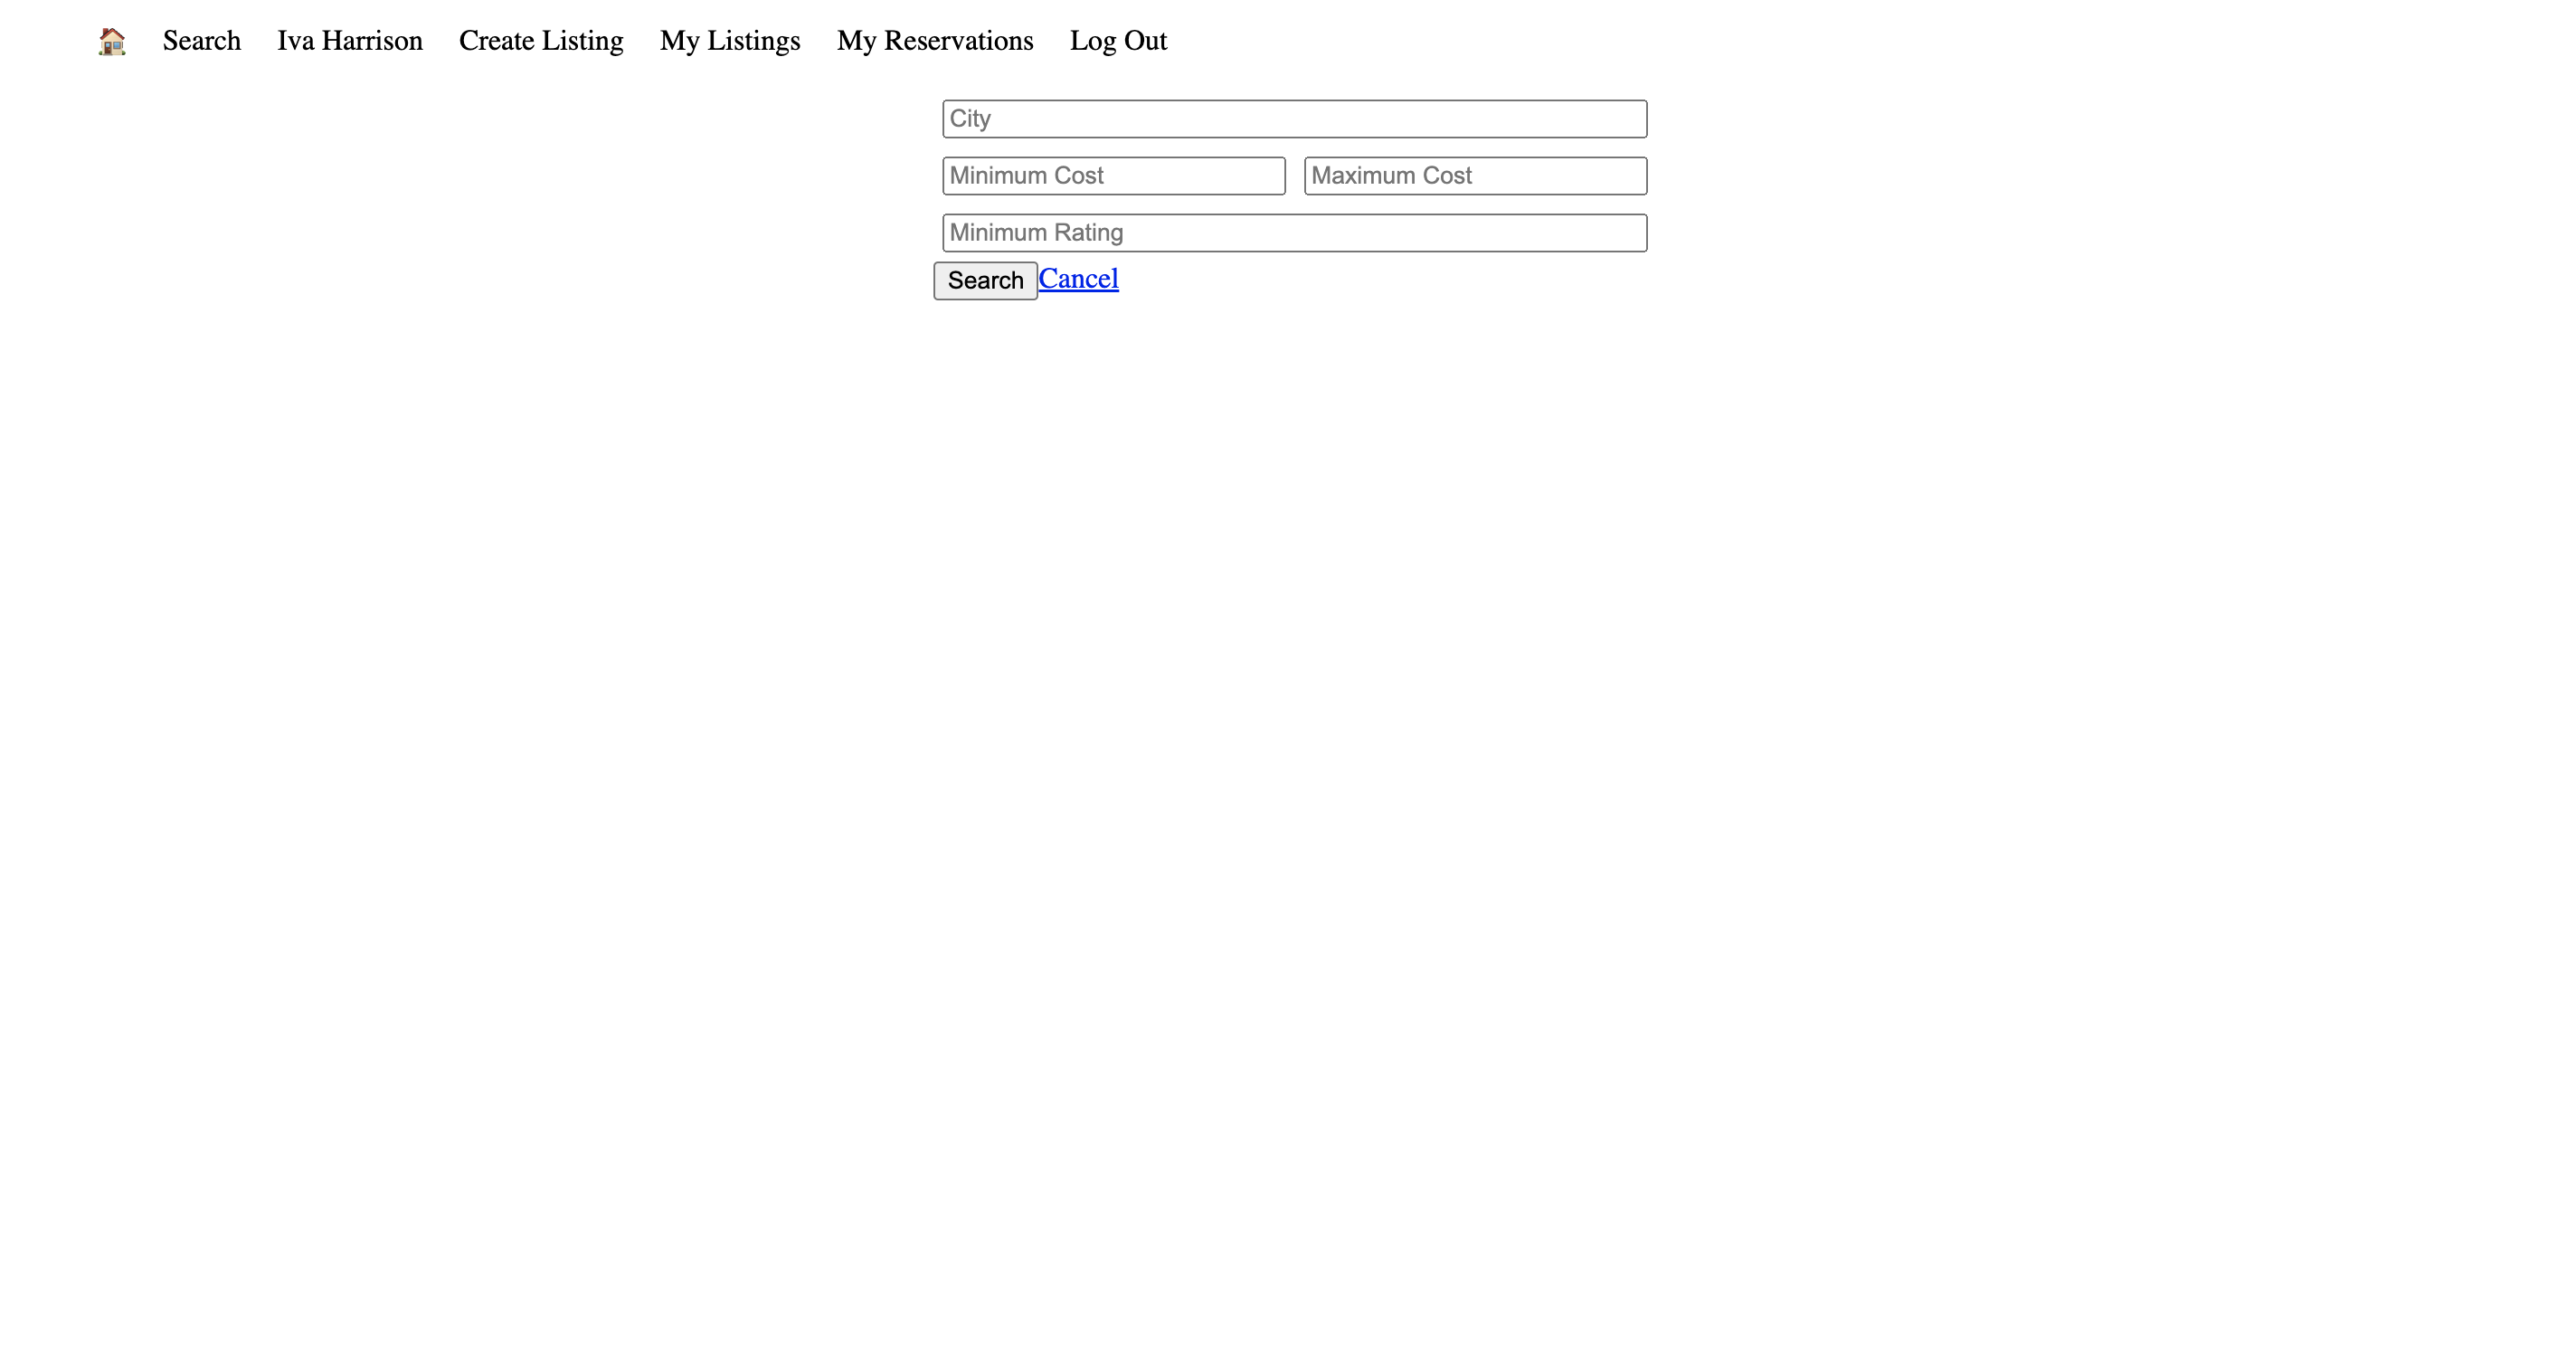 Search Iva Harrison Create Listing My Listings My Reservations Log Out
City
Minimum Cost Maximum Cost
Minimum Rating
Search Cancel